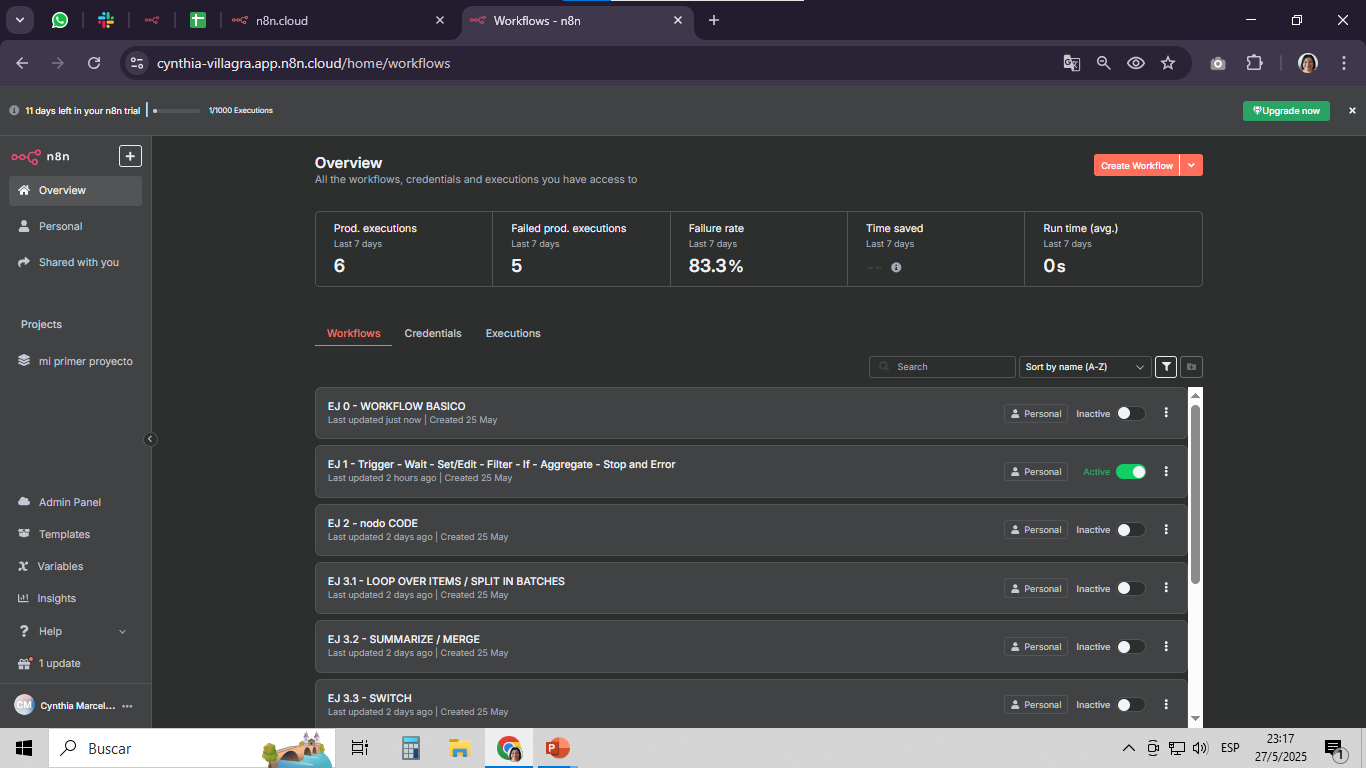 n8n.cloud
Workflows - n8n
cynthia-villagra.app.n8n.cloud/home/workflows
11 days left in your n8n trial
1/1000 Executions
Upgrade now
n8n
Overview
Personal
Shared with you
Projects
mi primer proyecto
Admin Panel
Templates
Variables
Insights
Help
1 update
CM
Cynthia Marcel...
Overview
All the workflows, credentials and executions you have access to
Create Workflow
Prod. executions
Last 7 days
6
Failed prod. executions
Last 7 days
5
Failure rate
Last 7 days
83.3%
Time saved
Last 7 days
--
Run time (avg.)
Last 7 days
0s
Workflows
Credentials
Executions
Search
Sort by name (A-Z)
EJ 0 - WORKFLOW BASICO
Last updated just now | Created 25 May
Personal
Inactive
EJ 1 - Trigger - Wait - Set/Edit - Filter - If - Aggregate - Stop and Error
Last updated 2 hours ago | Created 25 May
Personal
Active
EJ 2 - nodo CODE
Last updated 2 days ago | Created 25 May
Personal
Inactive
EJ 3.1 - LOOP OVER ITEMS / SPLIT IN BATCHES
Last updated 2 days ago | Created 25 May
Personal
Inactive
EJ 3.2 - SUMMARIZE / MERGE
Last updated 2 days ago | Created 25 May
Personal
Inactive
EJ 3.3 - SWITCH
Last updated 2 days ago | Created 25 May
Personal
Inactive
Buscar
ESP
23:17
27/5/2025
1